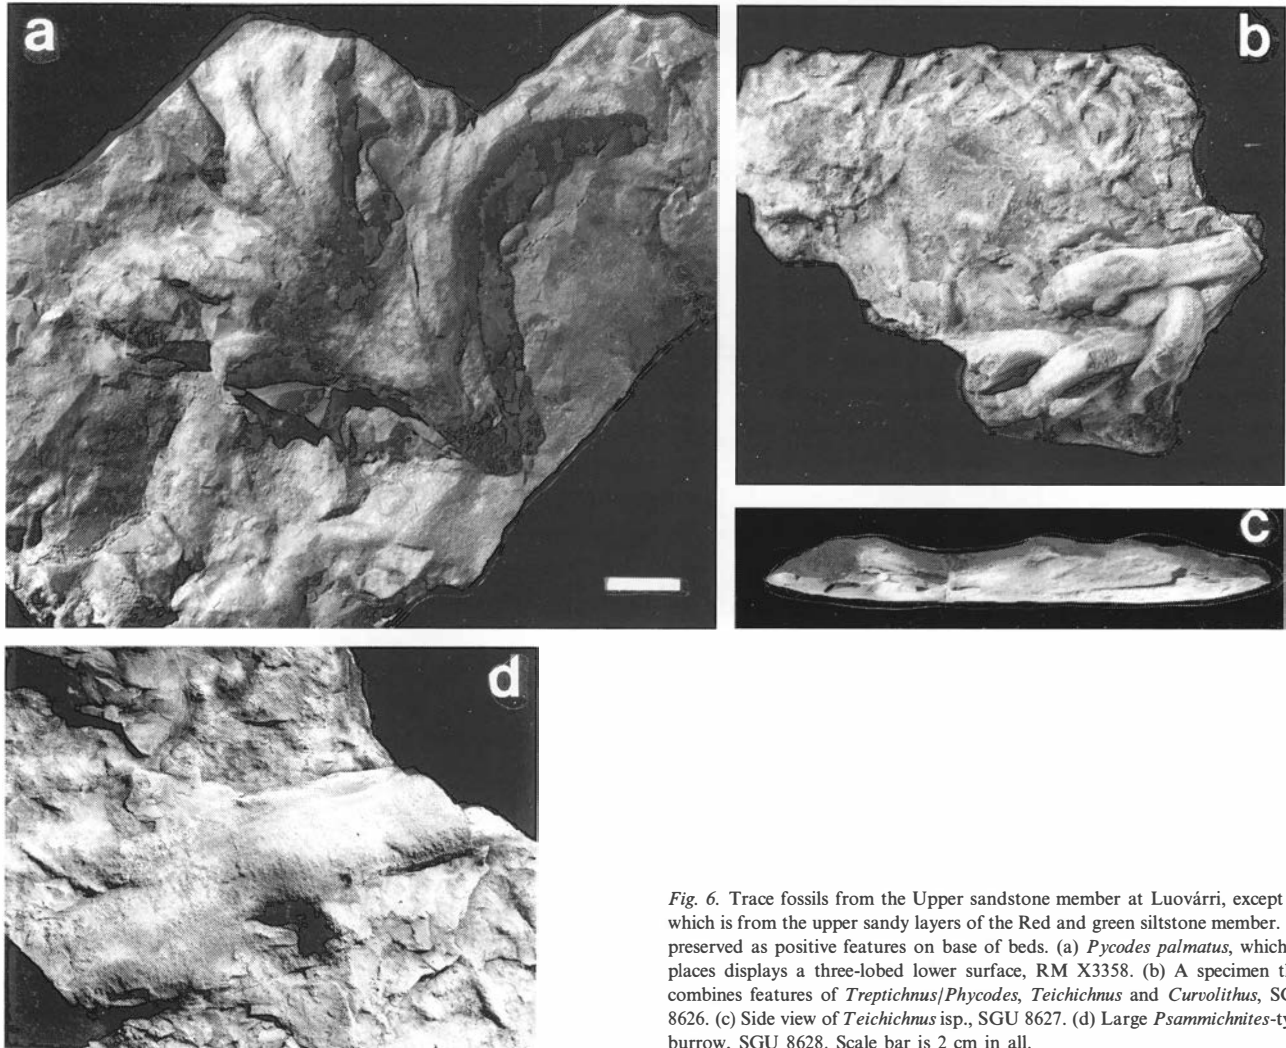 a
b
c
d
Fig. 6. Trace fossils from the Upper sandstone member at Luovárri, except
which is from the upper sandy layers of the Red and green siltstone member.
preserved as positive features on base of beds. (a) Pycodes palmatus, which
places displays a three-lobed lower surface, RM X3358. (b) A specimen th
combines features of Treptichnus/Phycodes, Teichichnus and Curvolithus, SG
8626. (c) Side view of Teichichnus isp., SGU 8627. (d) Large Psammichnites-ty
burrow, SGU 8628. Scale bar is 2 cm in all.